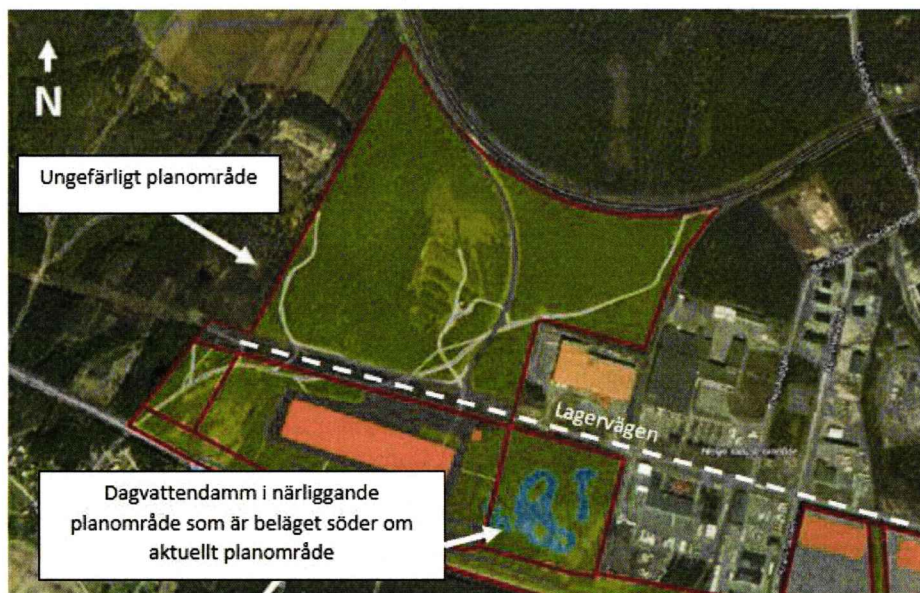 N
Ungefärligt planområde
Lagervägen
Dagvattendamm i närliggande
planområde som är beläget söder om
aktuellt planområde